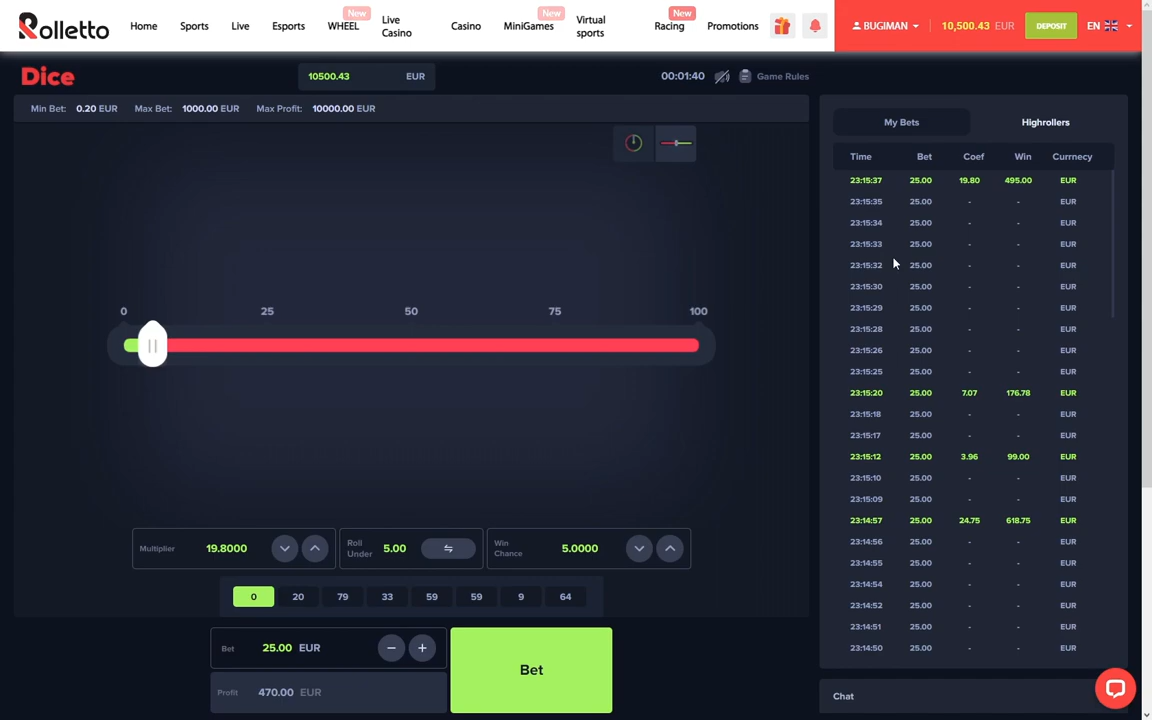 Rolletto
Home Sports Live Esports New WHEEL Live Casino Casino New MiniGames Virtual sports New Racing Promotions
BUGIMAN 10,500.43 EUR DEPOSIT EN
Dice
10500.43 EUR
00:01:40 Game Rules
Min Bet: 0.20 EUR Max Bet: 1000.00 EUR Max Profit: 10000.00 EUR
0 25 50 75 100
Multiplier 19.8000
Roll Under 5.00
Win Chance 5.0000
0 20 79 33 59 59 9 64
Bet 25.00 EUR
Profit 470.00 EUR
Bet
My Bets Highrollers
Time Bet Coef Win Currnecy
23:15:37 25.00 19.80 495.00 EUR
23:15:35 25.00 - - EUR
23:15:34 25.00 - - EUR
23:15:33 25.00 - - EUR
23:15:32 25.00 - - EUR
23:15:30 25.00 - - EUR
23:15:29 25.00 - - EUR
23:15:28 25.00 - - EUR
23:15:26 25.00 - - EUR
23:15:25 25.00 - - EUR
23:15:20 25.00 7.07 176.78 EUR
23:15:18 25.00 - - EUR
23:15:17 25.00 - - EUR
23:15:12 25.00 3.96 99.00 EUR
23:15:10 25.00 - - EUR
23:15:09 25.00 - - EUR
23:14:57 25.00 24.75 618.75 EUR
23:14:56 25.00 - - EUR
23:14:55 25.00 - - EUR
23:14:54 25.00 - - EUR
23:14:52 25.00 - - EUR
23:14:51 25.00 - - EUR
23:14:50 25.00 - - EUR
Chat